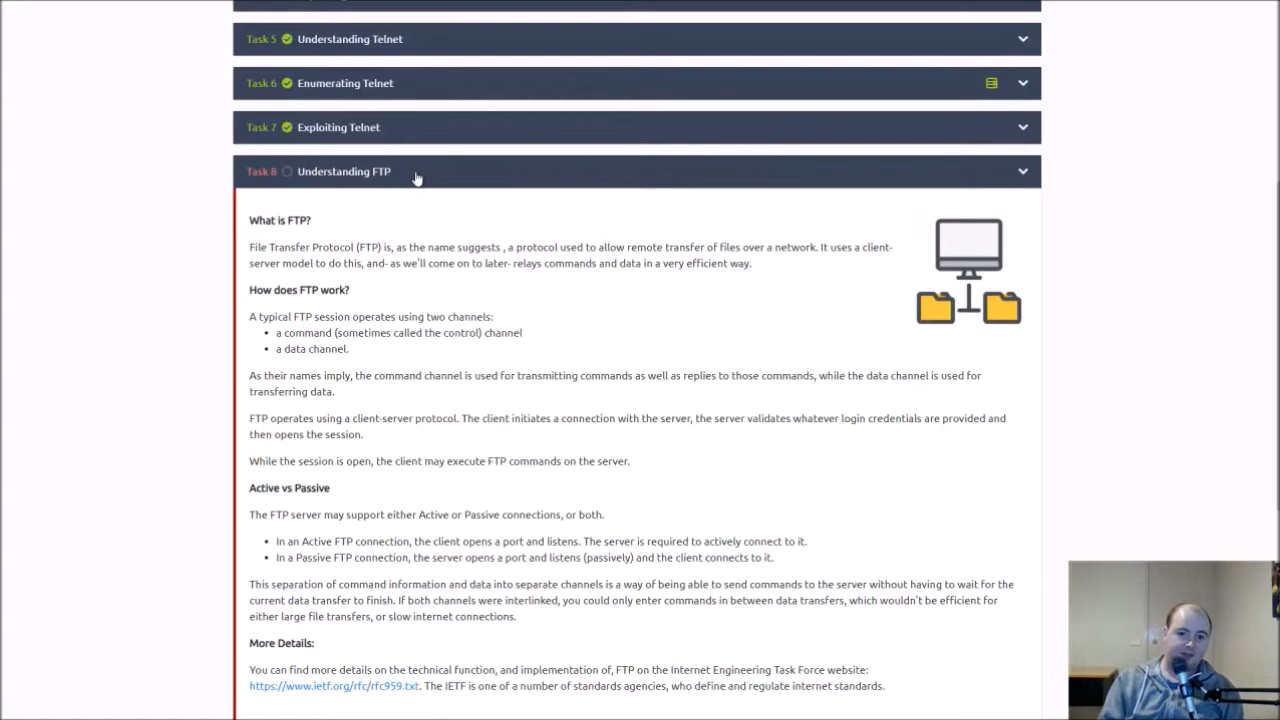 Task 5 Understanding Telnet
Task 6 Enumerating Telnet
Task 7 Exploiting Telnet
Task 8 Understanding FTP
What is FTP?
File Transfer Protocol (FTP) is, as the name suggests , a protocol used to allow remote transfer of files over a network. It uses a client-
server model to do this, and- as we'll come on to later- relays commands and data in a very efficient way.
How does FTP work?
A typical FTP session operates using two channels:
• a command (sometimes called the control) channel
• a data channel.
As their names imply, the command channel is used for transmitting commands as well as replies to those commands, while the data channel is used for
transferring data.
FTP operates using a client-server protocol. The client initiates a connection with the server, the server validates whatever login credentials are provided and
then opens the session.
While the session is open, the client may execute FTP commands on the server.
Active vs Passive
The FTP server may support either Active or Passive connections, or both.
• In an Active FTP connection, the client opens a port and listens. The server is required to actively connect to it.
• In a Passive FTP connection, the server opens a port and listens (passively) and the client connects to it.
This separation of command information and data into separate channels is a way of being able to send commands to the server without having to wait for the
current data transfer to finish. If both channels were interlinked, you could only enter commands in between data transfers, which wouldn't be efficient for
either large file transfers, or slow internet connections.
More Details:
You can find more details on the technical function, and implementation of, FTP on the Internet Engineering Task Force website:
https://www.ietf.org/rfc/rfc959.txt. The IETF is one of a number of standards agencies, who define and regulate internet standards.